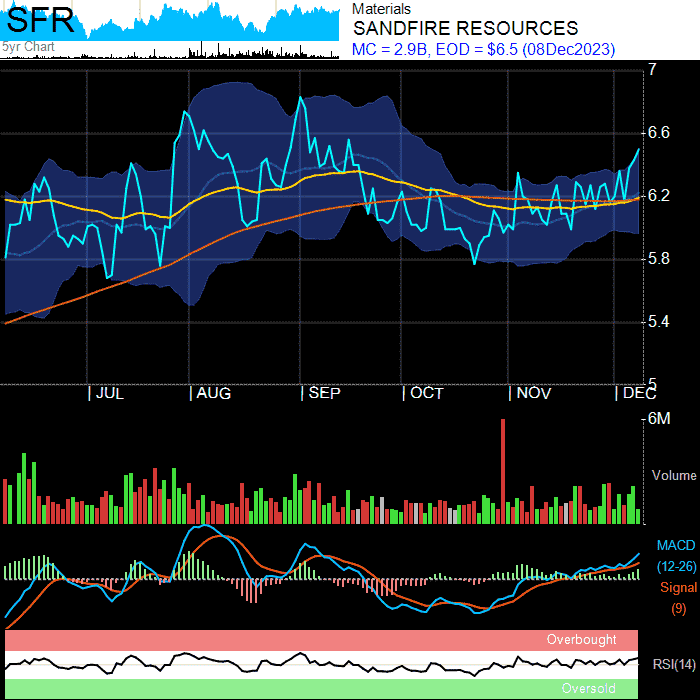 SFR
5yr Chart
Materials
SANDFIRE RESOURCES
MC = 2.9B, EOD = $6.5 (08Dec2023)
7
6.6
6.2
5.8
5.4
5
JUL AUG SEP OCT NOV DEC
6M
Volume
MACD
(12-26)
Signal
(9)
Overbought
RSI(14)
Oversold